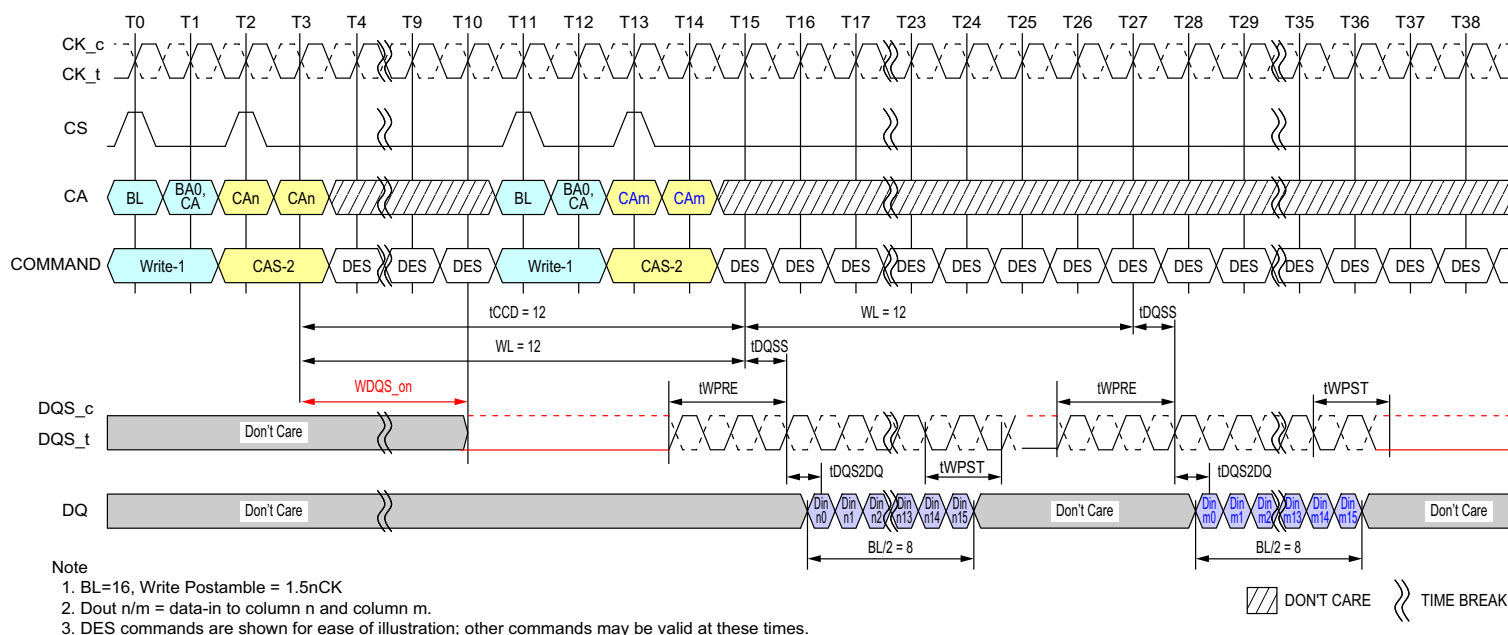 T0 T1 T2 T3 T4 T9 T10 T11 T12 T13 T14 T15 T16 T17 T23 T24 T25 T26 T27 T28 T29 T35 T36 T37 T38
CK_c
CK_t
CS
CA BL BA0, CA CAn CAn BL BA0, CA CAm CAm
COMMAND Write-1 CAS-2 DES DES DES Write-1 CAS-2 DES DES DES DES DES DES DES DES DES DES DES DES DES DES
tCCD = 12 WL = 12 tDQSS
WL = 12 tDQSS
WDQS_on tWPRE tWPRE tWPST
DQS_c
DQS_t Don't Care
tDQS2DQ tWPST tDQS2DQ
DQ Don't Care Din n0 Din n1 Din n2 Din n13 Din n14 Din n15 Don't Care Din m0 Din m1 Din m2 Din m13 Din m14 Din m15 Don't Care
BL/2 = 8 BL/2 = 8
Note
1. BL=16, Write Postamble = 1.5nCK
2. Dout n/m = data-in to column n and column m.
3. DES commands are shown for ease of illustration; other commands may be valid at these times.
DON'T CARE TIME BREAK